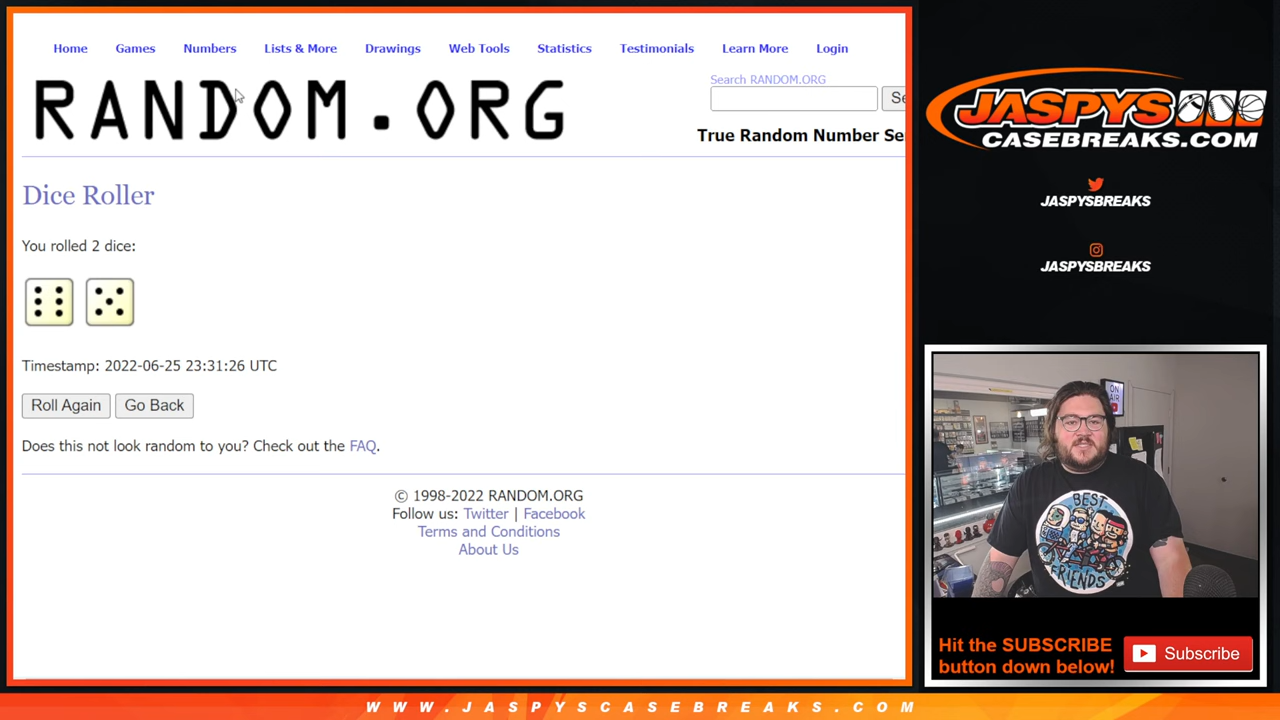 Home Games Numbers Lists & More Drawings Web Tools Statistics Testimonials Learn More Login
RANDOM.ORG
Search RANDOM.ORG
True Random Number Se
Dice Roller
You rolled 2 dice:
Timestamp: 2022-06-25 23:31:26 UTC
Roll Again Go Back
Does this not look random to you? Check out the FAQ.
© 1998-2022 RANDOM.ORG
Follow us: Twitter | Facebook
Terms and Conditions
About Us
JASPYS
CASEBREAKS.COM
JASPYSBREAKS
JASPYSBREAKS
ON
AIR
BEST
FRIENDS
Hit the SUBSCRIBE
button down below!
Subscribe
WWW.JASPYSCASEBREAKS.COM